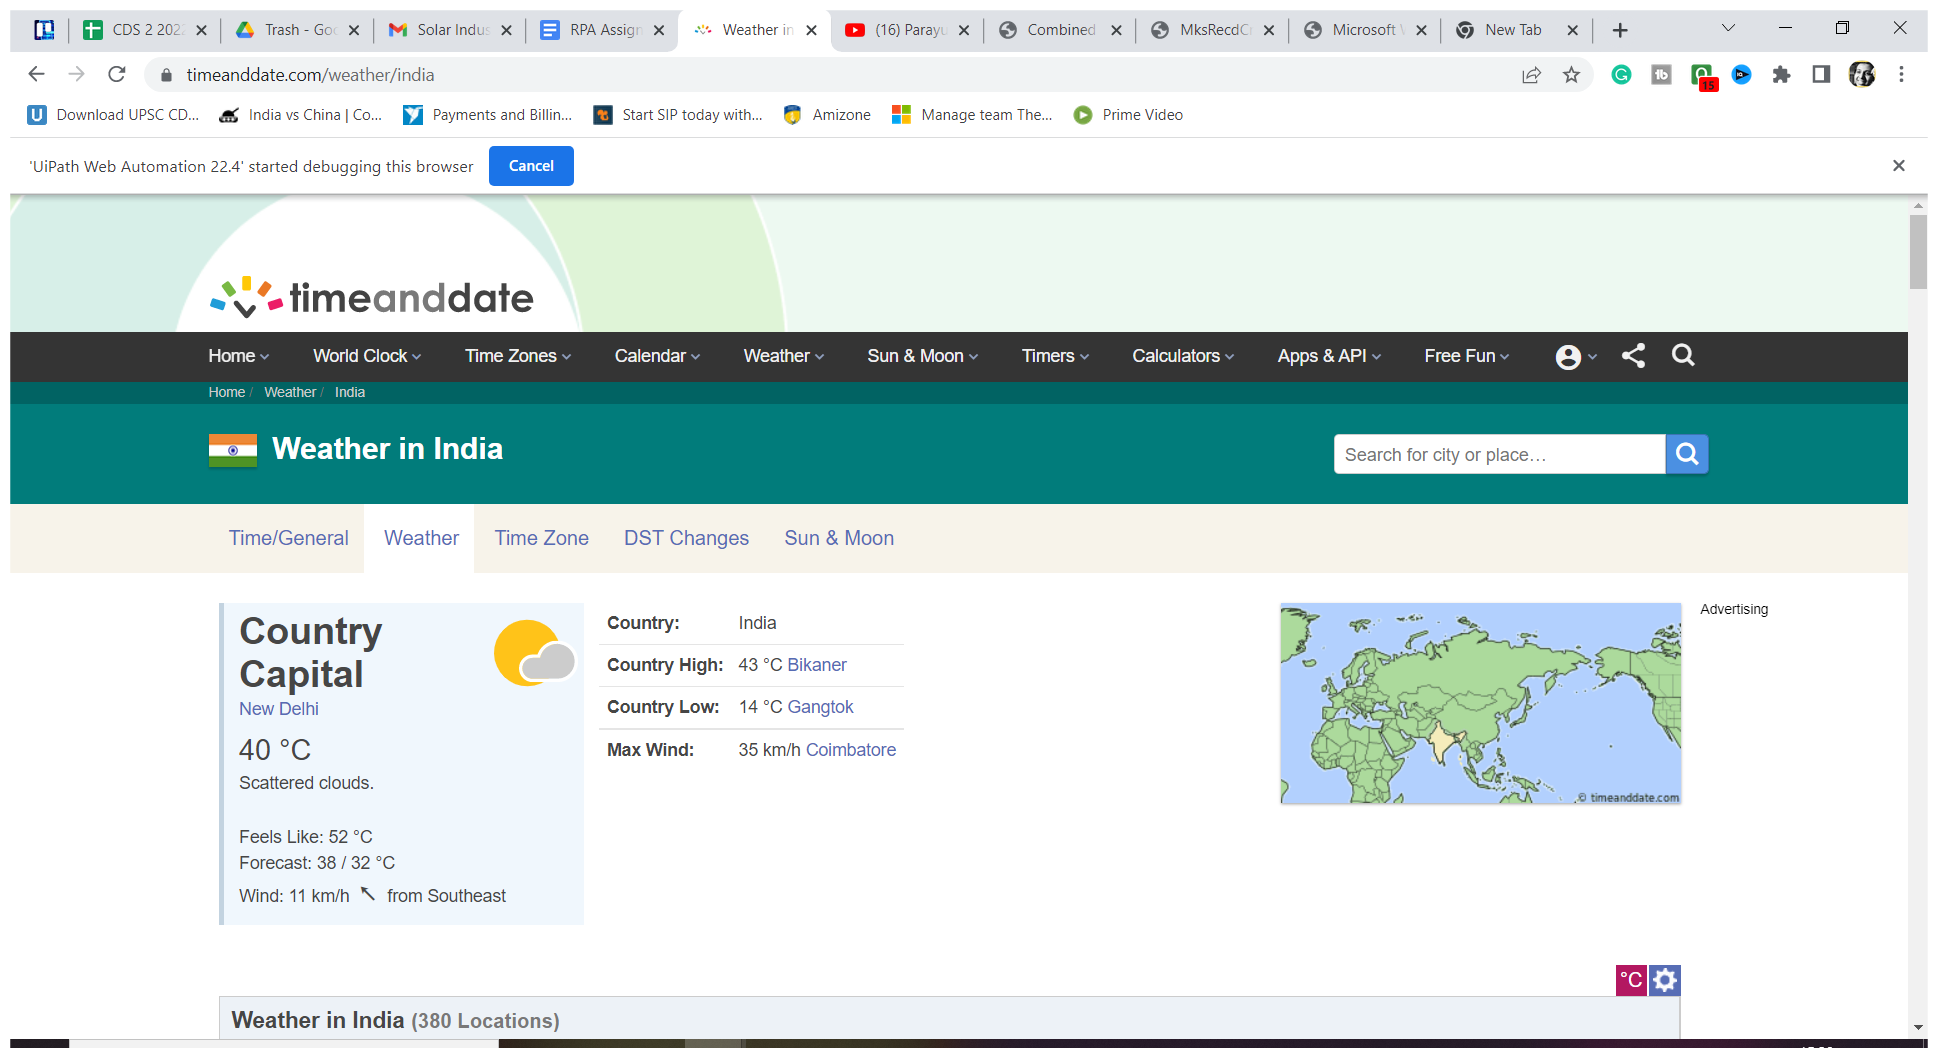 CDS 2 202
Trash - Goo
Solar Indus
RPA Assign
Weather in
(16) Parayu
Combined
MksRecdC
Microsoft
New Tab
timeanddate.com/weather/india
15
Download UPSC CD...
India vs China | Co...
Payments and Billin...
Start SIP today with...
Amizone
Manage team The...
Prime Video
'UiPath Web Automation 22.4' started debugging this browser
Cancel
timeanddate
Home
World Clock
Time Zones
Calendar
Weather
Sun & Moon
Timers
Calculators
Apps & API
Free Fun
Home / Weather / India
Weather in India
Search for city or place…
Time/General
Weather
Time Zone
DST Changes
Sun & Moon
Country
Capital
New Delhi
40 °C
Scattered clouds.
Feels Like: 52 °C
Forecast: 38 / 32 °C
Wind: 11 km/h from Southeast
Country: India
Country High: 43 °C Bikaner
Country Low: 14 °C Gangtok
Max Wind: 35 km/h Coimbatore
© timeanddate.com
Advertising
°C
Weather in India (380 Locations)